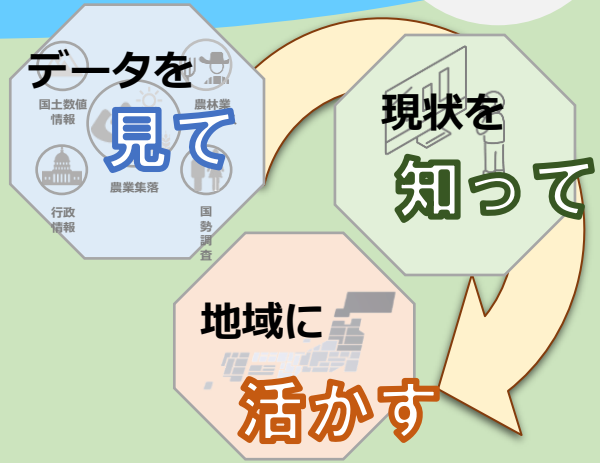 データを
国土数値
情報
農林業
見て
農業集落
行政
情報
国
勢
調
査
現状を
知って
地域に
活かす